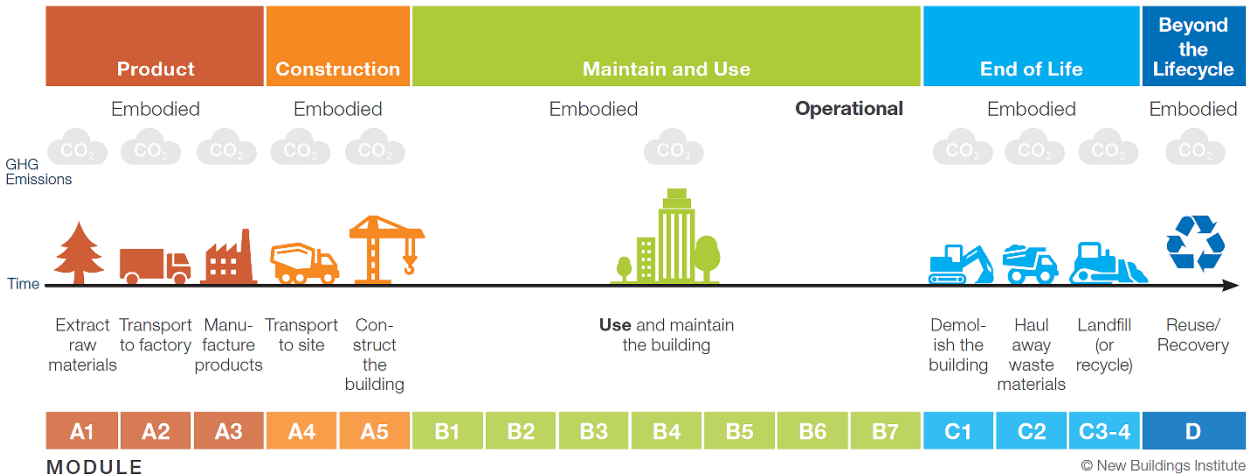 Product
Construction
Maintain and Use
End of Life
Beyond
the
Lifecycle
Embodied
Embodied
Embodied
Operational
Embodied
Embodied
GHG
Emissions
CO2
CO2
CO2
CO2
CO2
CO2
CO2
CO2
CO2
CO2
Time
Extract
raw
materials
Transport
to factory
Manu-
facture
products
Transport
to site
Con-
struct
the
building
Use and maintain
the building
Demol-
ish the
building
Haul
away
waste
materials
Landfill
(or
recycle)
Reuse/
Recovery
A1
A2
A3
A4
A5
B1
B2
B3
B4
B5
B6
B7
C1
C2
C3-4
D
MODULE
© New Buildings Institute